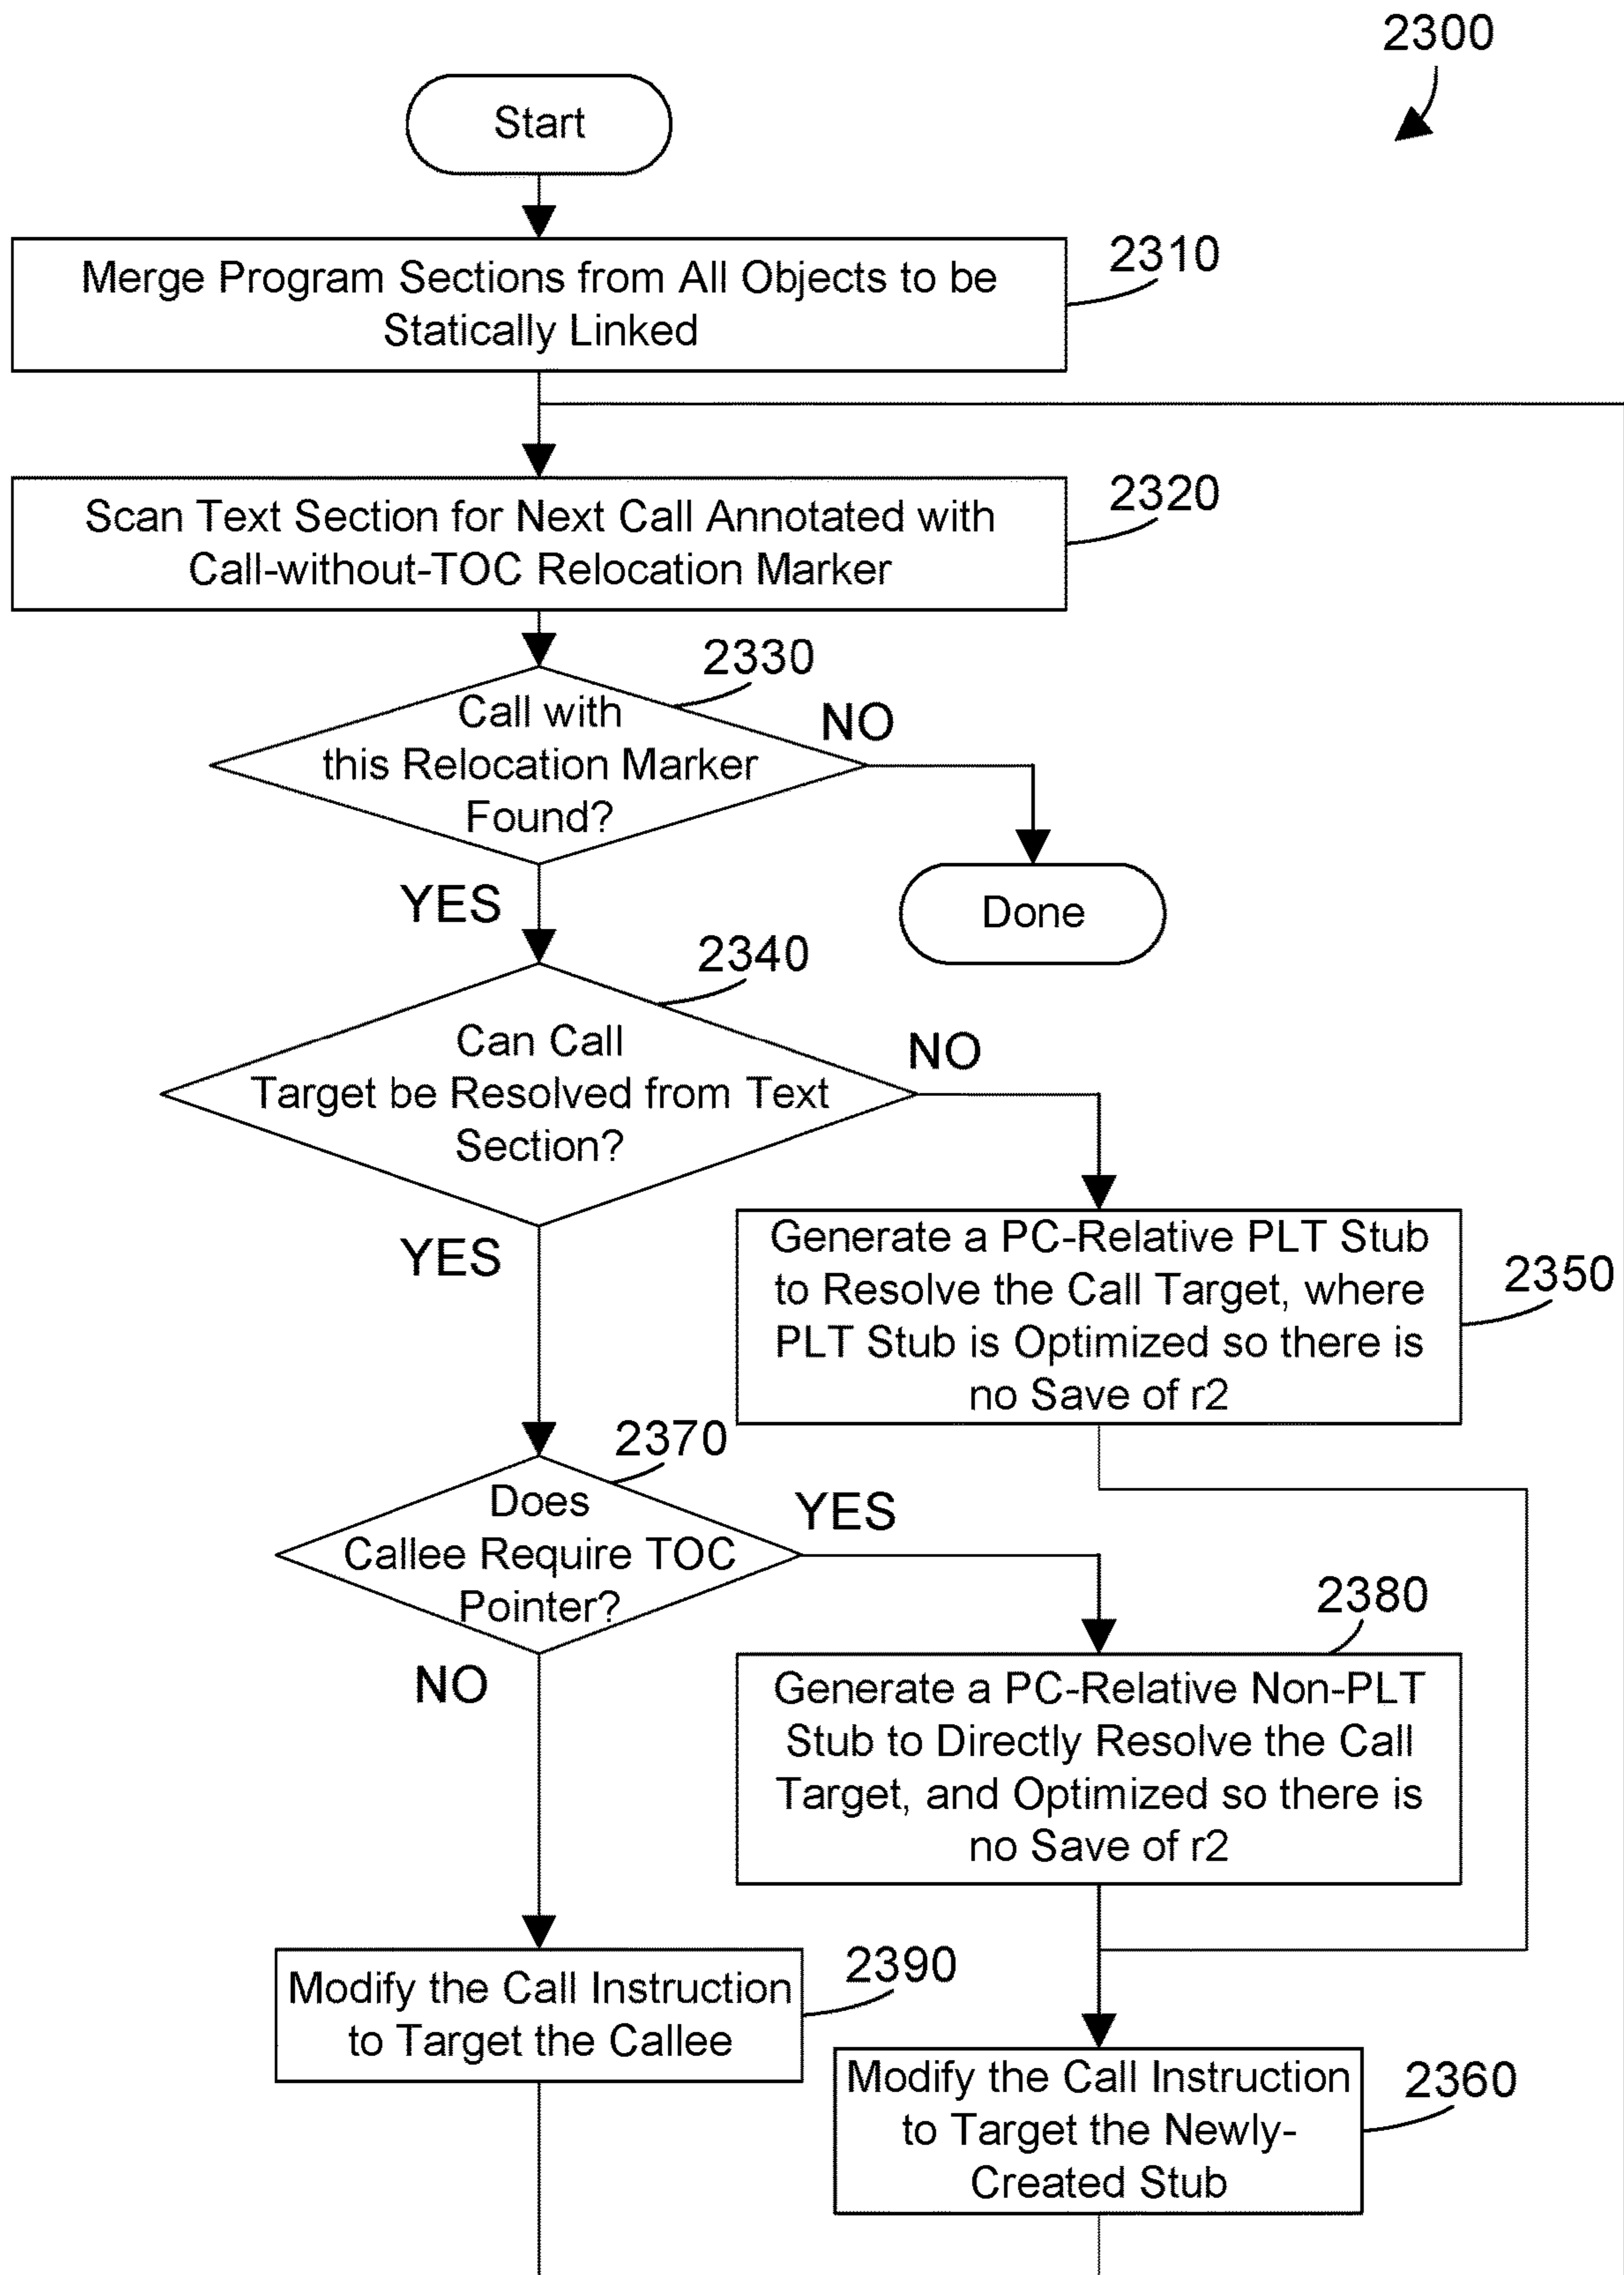 2300
Start
Merge Program Sections from All Objects to be
Statically Linked
2310
Scan Text Section for Next Call Annotated with
Call-without-TOC Relocation Marker
2320
2330
Call with
this Relocation Marker
Found?
NO
YES
Done
2340
Can Call
Target be Resolved from Text
Section?
NO
YES
Generate a PC-Relative PLT Stub
to Resolve the Call Target, where
PLT Stub is Optimized so there is
no Save of r2
2350
2370
Does
Callee Require TOC
Pointer?
YES
NO
2380
Generate a PC-Relative Non-PLT
Stub to Directly Resolve the Call
Target, and Optimized so there is
no Save of r2
Modify the Call Instruction
to Target the Callee
2390
Modify the Call Instruction
to Target the Newly-
Created Stub
2360